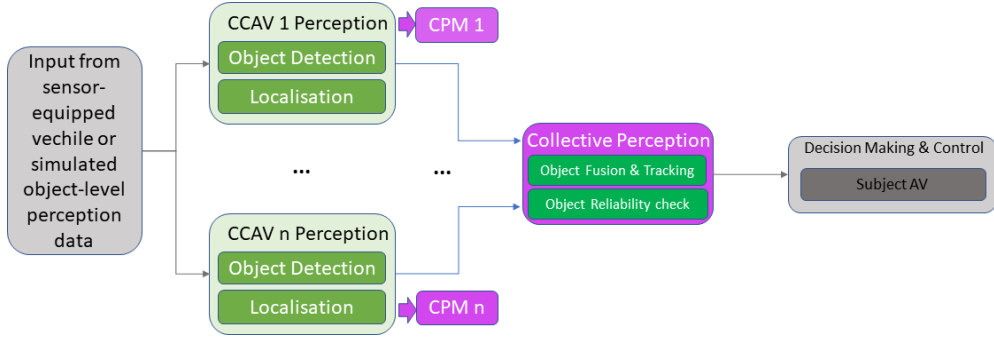 Input from
sensor-
equipped
vechile or
simulated
object-level
perception
data
CCAV 1 Perception
Object Detection
Localisation
CPM 1
...
...
CCAV n Perception
Object Detection
Localisation
CPM n
Collective Perception
Object Fusion & Tracking
Object Reliability check
Decision Making & Control
Subject AV